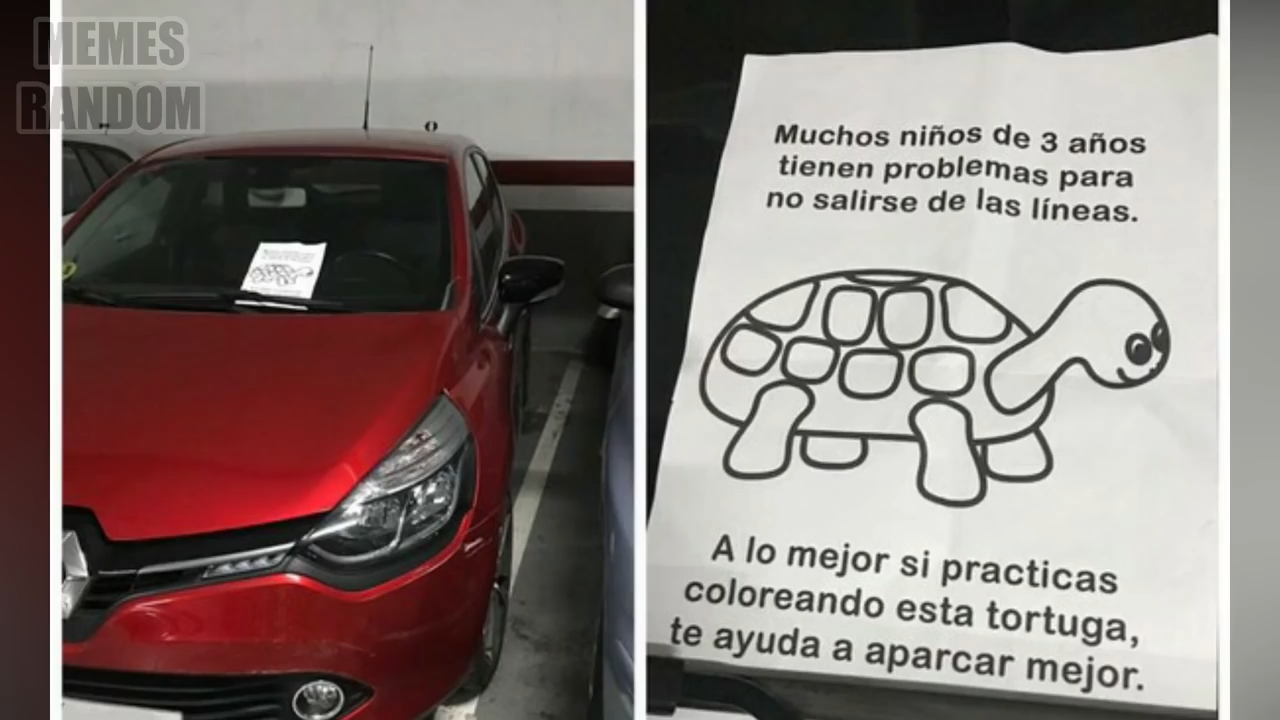 MEMES
RANDOM
Muchos niños de 3 años
tienen problemas para
no salirse de las líneas.
A lo mejor si practicas
coloreando esta tortuga,
te ayuda a aparcar mejor.